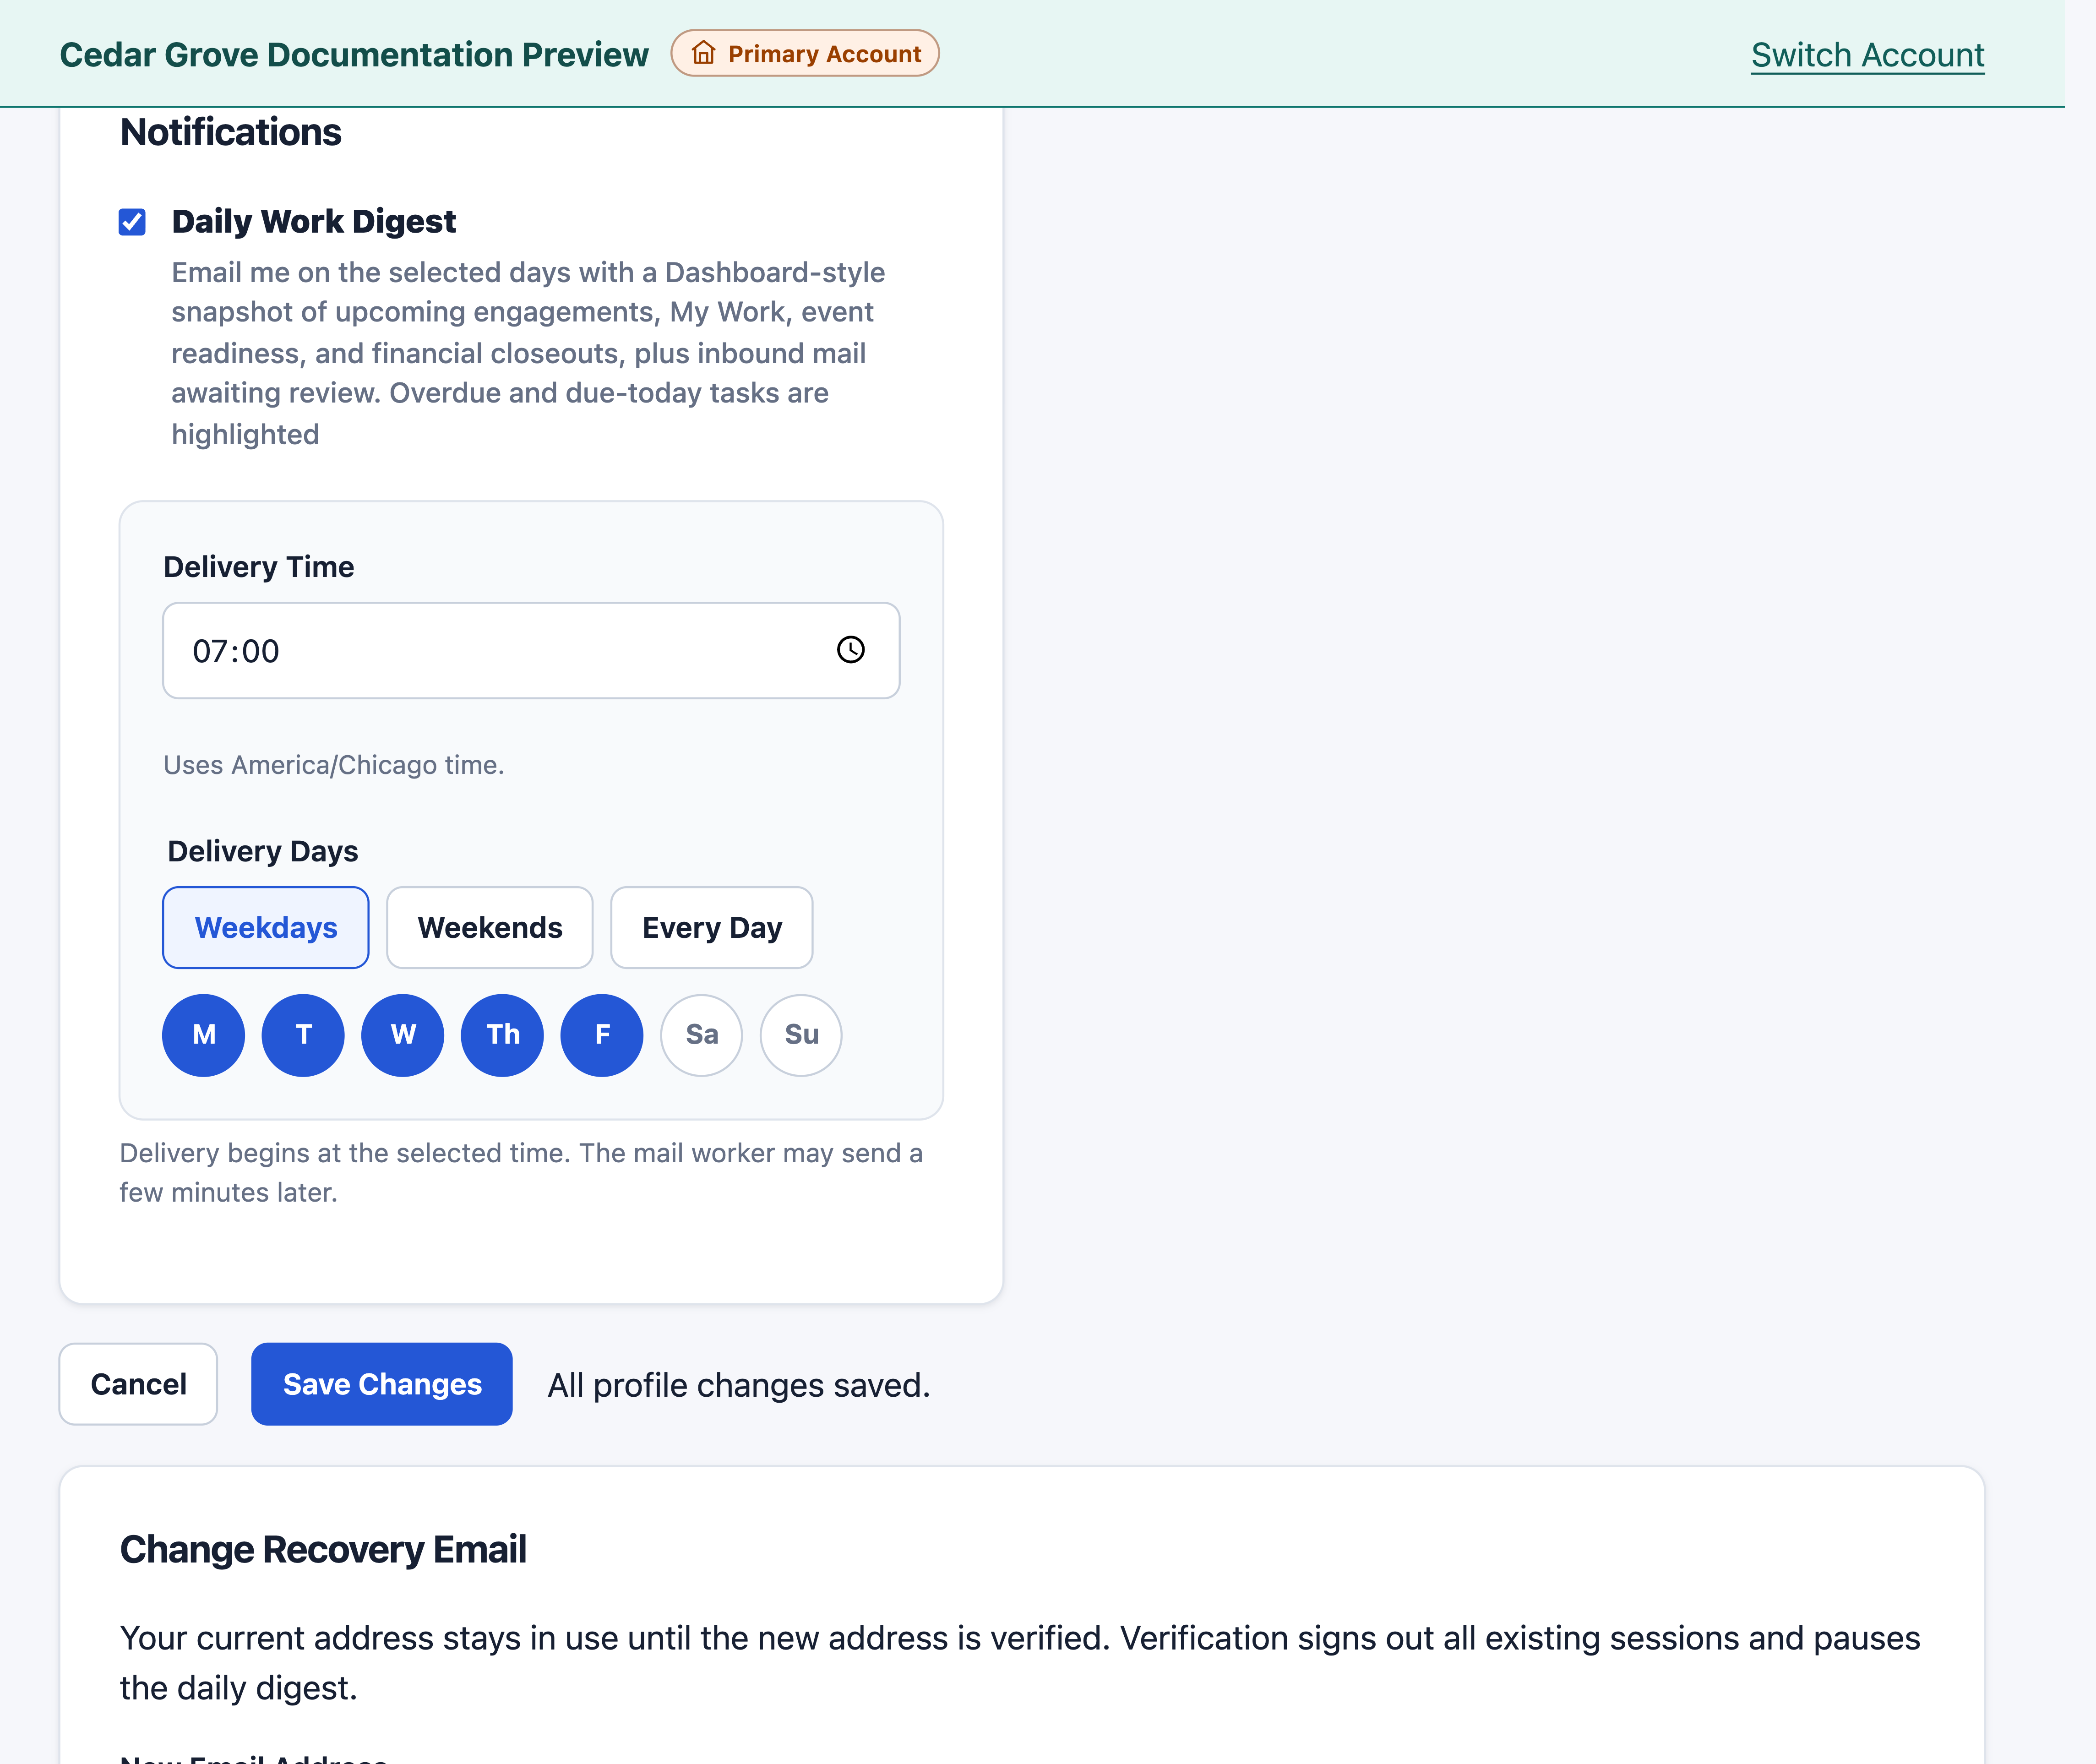 Cedar Grove Documentation Preview
Primary Account
Switch Account
Notifications
Daily Work Digest
Email me on the selected days with a Dashboard-style
snapshot of upcoming engagements, My Work, event
readiness, and financial closeouts, plus inbound mail
awaiting review. Overdue and due-today tasks are
highlighted
Delivery Time
07:00
Uses America/Chicago time.
Delivery Days
Weekdays
Weekends
Every Day
M
T
W
Th
F
Sa
Su
Delivery begins at the selected time. The mail worker may send a
few minutes later.
Cancel
Save Changes
All profile changes saved.
Change Recovery Email
Your current address stays in use until the new address is verified. Verification signs out all existing sessions and pauses
the daily digest.
New Email Address